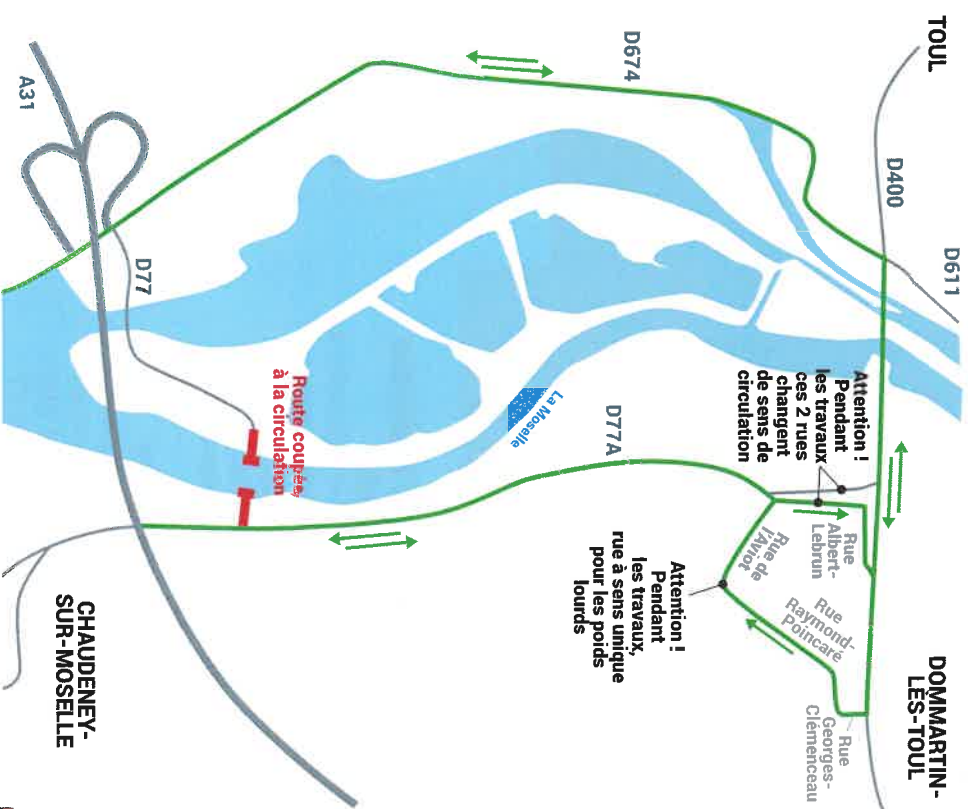 TOUL
D674
D400
D611
A31
D77
Route coupée,
à la circulation
La Moselle
D77A
Attention !
Pendant
les travaux
ces 2 rues
changent
de sens de
circulation
Rue
Albert-
Lebrun
Rue de
l'Aviot
Rue
Raymond-
Poincaré
Rue
Georges-
Clémenceau
Attention !
Pendant
les travaux,
rue à sens unique
pour les poids
lourds
DOMMARTIN-
LÈS-TOUL
CHAUDENEY-
SUR-MOSELLE